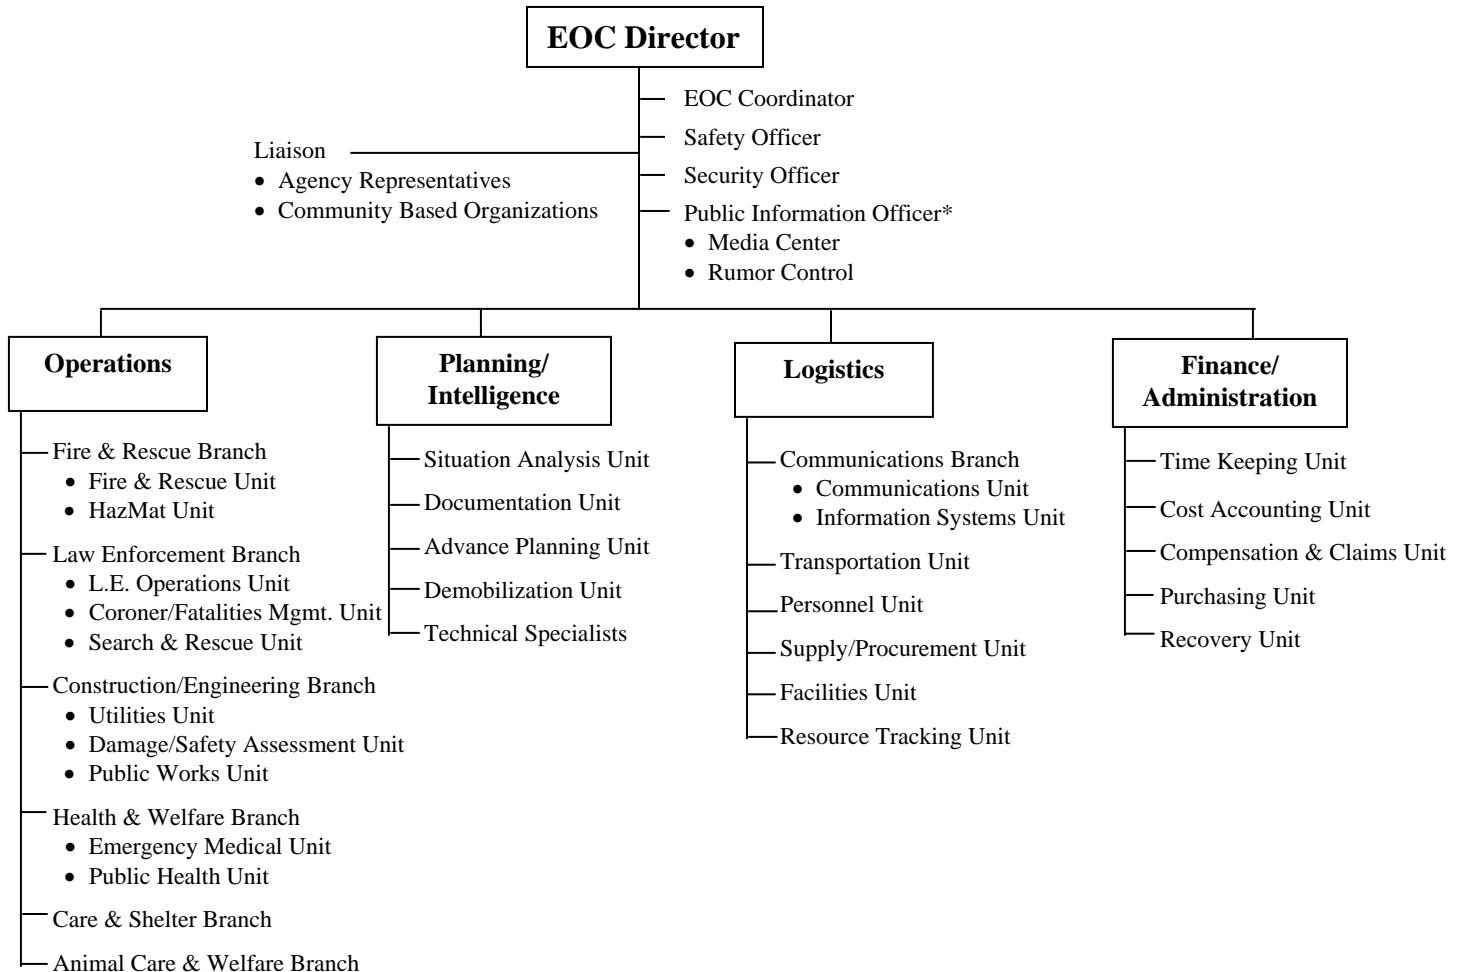 EOC Director
EOC Coordinator
Safety Officer
Liaison
• Agency Representatives
• Community Based Organizations
Security Officer
Public Information Officer*
• Media Center
• Rumor Control
Operations
Fire & Rescue Branch
• Fire & Rescue Unit
• HazMat Unit
Law Enforcement Branch
• L.E. Operations Unit
• Coroner/Fatalities Mgmt. Unit
• Search & Rescue Unit
Construction/Engineering Branch
• Utilities Unit
• Damage/Safety Assessment Unit
• Public Works Unit
Health & Welfare Branch
• Emergency Medical Unit
• Public Health Unit
Care & Shelter Branch
Animal Care & Welfare Branch
Planning/
Intelligence
Situation Analysis Unit
Documentation Unit
Advance Planning Unit
Demobilization Unit
Technical Specialists
Logistics
Communications Branch
• Communications Unit
• Information Systems Unit
Transportation Unit
Personnel Unit
Supply/Procurement Unit
Facilities Unit
Resource Tracking Unit
Finance/
Administration
Time Keeping Unit
Cost Accounting Unit
Compensation & Claims Unit
Purchasing Unit
Recovery Unit